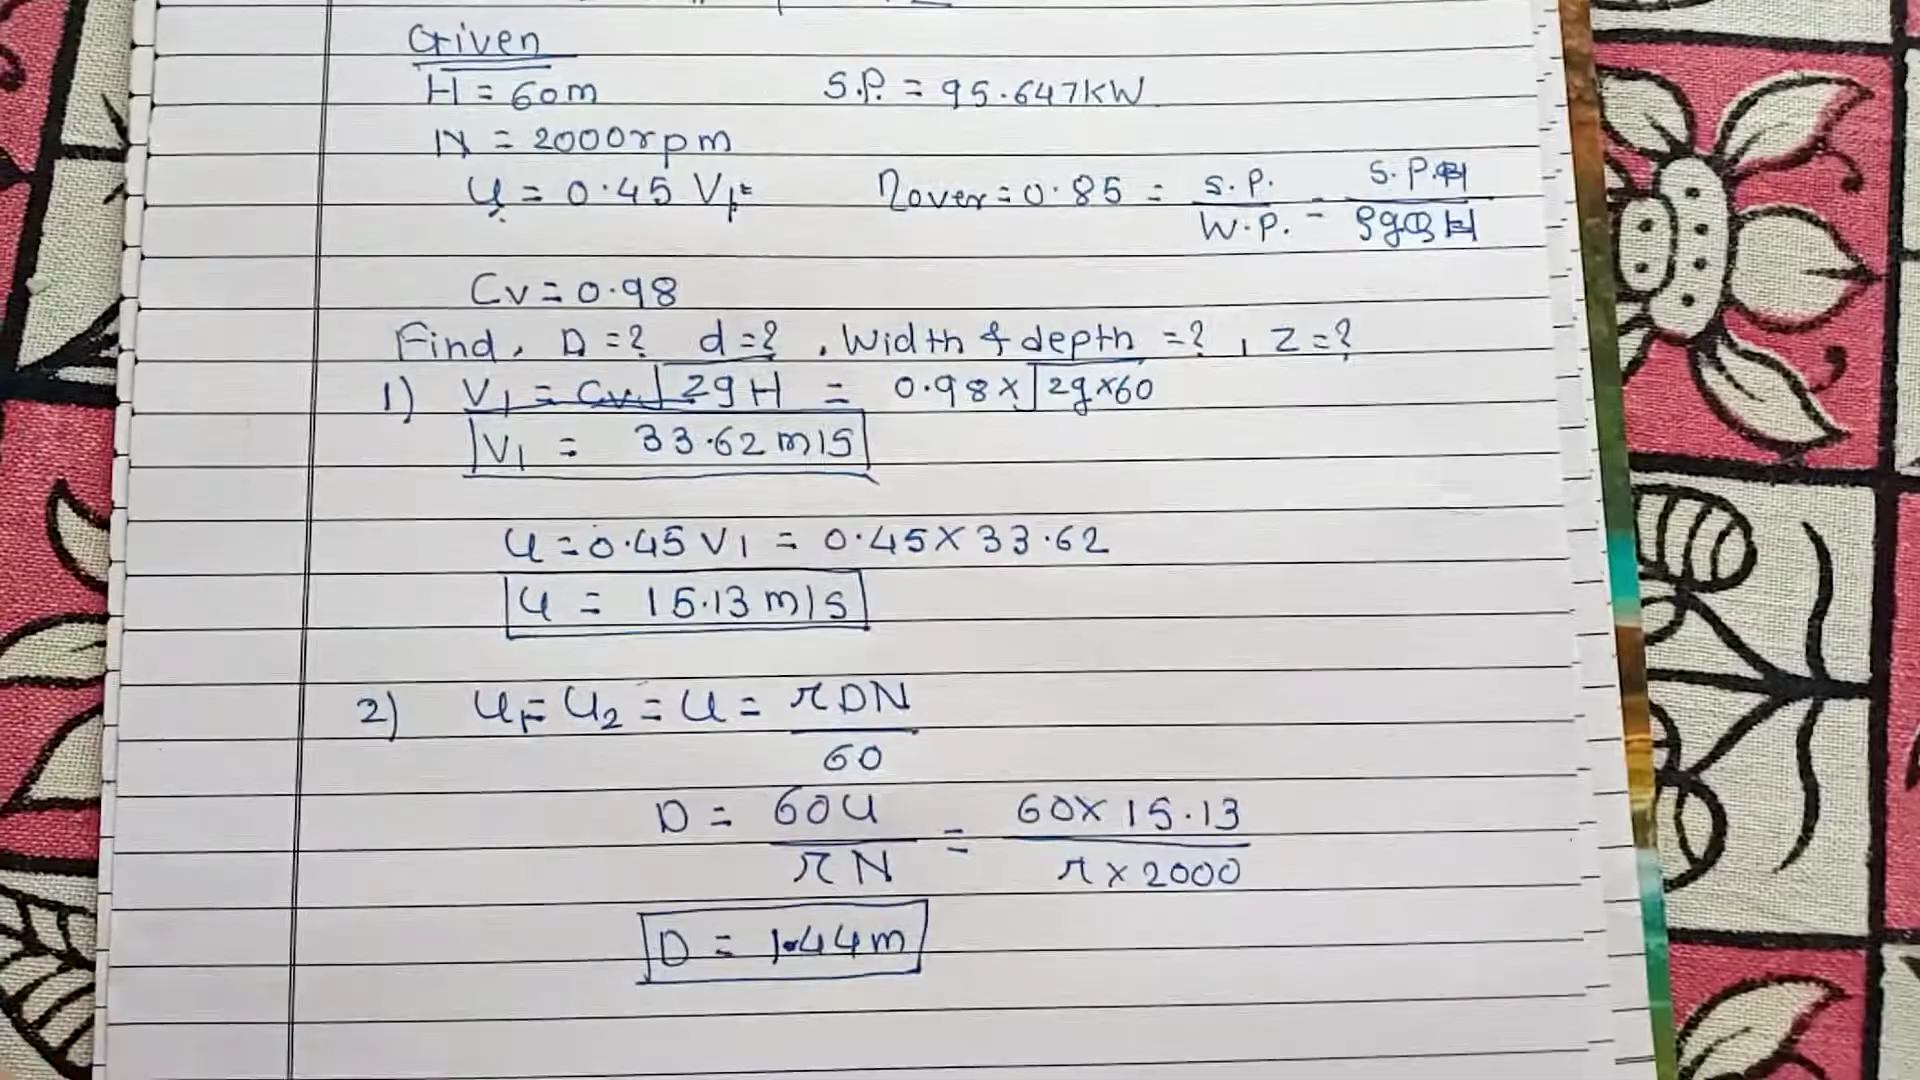 Given
H = 60m S.P. = 95.647kW
N = 2000rpm
u = 0.45 V1 ηover = 0.85 = S.P. / W.P. = S.P. / ρgQH
Cv = 0.98
Find, D = ? d = ? , Width & depth = ? , Z = ?
1) V1 = Cv √2gH = 0.98 × √2g×60
V1 = 33.62 m/s
u = 0.45 V1 = 0.45 × 33.62
u = 15.13 m/s
2) u1 = u2 = u = πDN / 60
D = 60u / πN = 60 × 15.13 / π × 2000
D = 1.44m